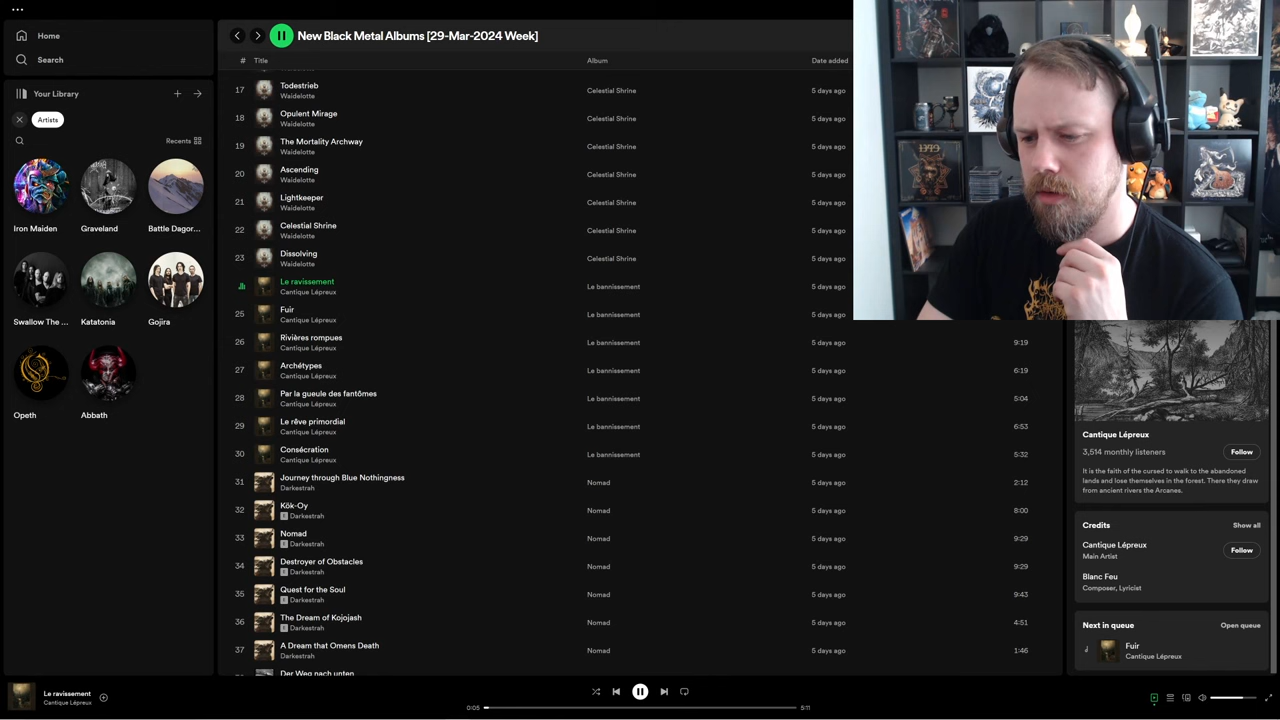 Home
Search
Your Library
Artists
Recents
Iron Maiden
Graveland
Battle Dagor...
Swallow The ...
Katatonia
Gojira
Opeth
Abbath
New Black Metal Albums [29-Mar-2024 Week]
# Title Album Date added
17 Todestrieb Celestial Shrine 5 days ago
Waidelotte
18 Opulent Mirage Celestial Shrine 5 days ago
Waidelotte
19 The Mortality Archway Celestial Shrine 5 days ago
Waidelotte
20 Ascending Celestial Shrine 5 days ago
Waidelotte
21 Lightkeeper Celestial Shrine 5 days ago
Waidelotte
22 Celestial Shrine Celestial Shrine 5 days ago
Waidelotte
23 Dissolving Celestial Shrine 5 days ago
Waidelotte
Le ravissement Le bannissement 5 days ago
Cantique Lépreux
25 Fuir Le bannissement 5 days ago
Cantique Lépreux
26 Rivières rompues Le bannissement 5 days ago 9:19
Cantique Lépreux
27 Archétypes Le bannissement 5 days ago 6:19
Cantique Lépreux
28 Par la gueule des fantômes Le bannissement 5 days ago 5:04
Cantique Lépreux
29 Le rêve primordial Le bannissement 5 days ago 6:53
Cantique Lépreux
30 Consécration Le bannissement 5 days ago 5:32
Cantique Lépreux
31 Journey through Blue Nothingness Nomad 5 days ago 2:12
Darkestrah
32 Kök-Oy Nomad 5 days ago 8:00
Darkestrah
33 Nomad Nomad 5 days ago 9:29
Darkestrah
34 Destroyer of Obstacles Nomad 5 days ago 9:29
Darkestrah
35 Quest for the Soul Nomad 5 days ago 9:43
Darkestrah
36 The Dream of Kojojash Nomad 5 days ago 4:51
Darkestrah
37 A Dream that Omens Death Nomad 5 days ago 1:46
Darkestrah
Der Weg nach unten
1349
Cantique Lépreux
3,514 monthly listeners Follow
It is the faith of the cursed to walk to the abandoned
lands and lose themselves in the forest. There they draw
from ancient rivers the Arcanes.
Credits Show all
Cantique Lépreux Follow
Main Artist
Blanc Feu
Composer, Lyricist
Next in queue Open queue
Fuir
Cantique Lépreux
Le ravissement
Cantique Lépreux
0:05 5:11